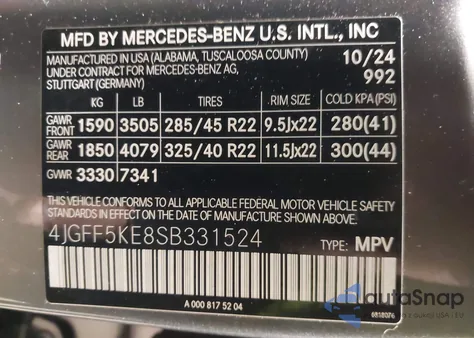 MFD BY MERCEDES-BENZ U.S. INTL., INC
MANUFACTURED IN USA (ALABAMA, TUSCALOOSA COUNTY) 10/24
UNDER CONTRACT FOR MERCEDES-BENZ AG, 992
STUTTGART (GERMANY)
KG LB TIRES RIM SIZE COLD KPA (PSI)
GAWR FRONT 1590 3505 285/45 R22 9.5Jx22 280(41)
GAWR REAR 1850 4079 325/40 R22 11.5Jx22 300(44)
GWR 3330 7341
THIS VEHICLE CONFORMS TO ALL APPLICABLE FEDERAL MOTOR VEHICLE SAFETY
STANDARDS IN EFFECT ON THE DATE OF MANUFACTURE SHOWN ABOVE.
4JGFF5KE8SB331524 TYPE: MPV
A 000 817 52 04
autoSnap